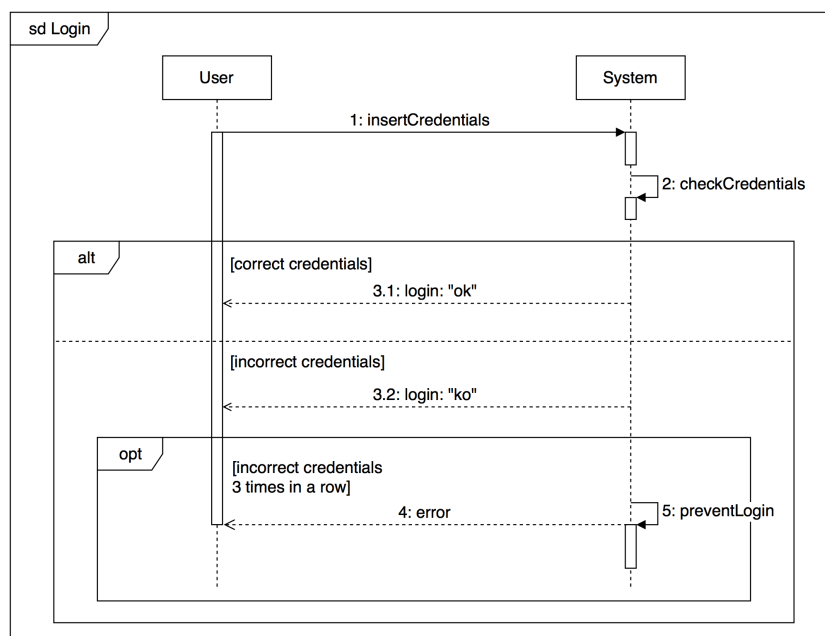 sd Login
User
System
1: insertCredentials
2: checkCredentials
alt
[correct credentials]
3.1: login: "ok"
[incorrect credentials]
3.2: login: "ko"
opt
[incorrect credentials
3 times in a row]
4: error
5: preventLogin